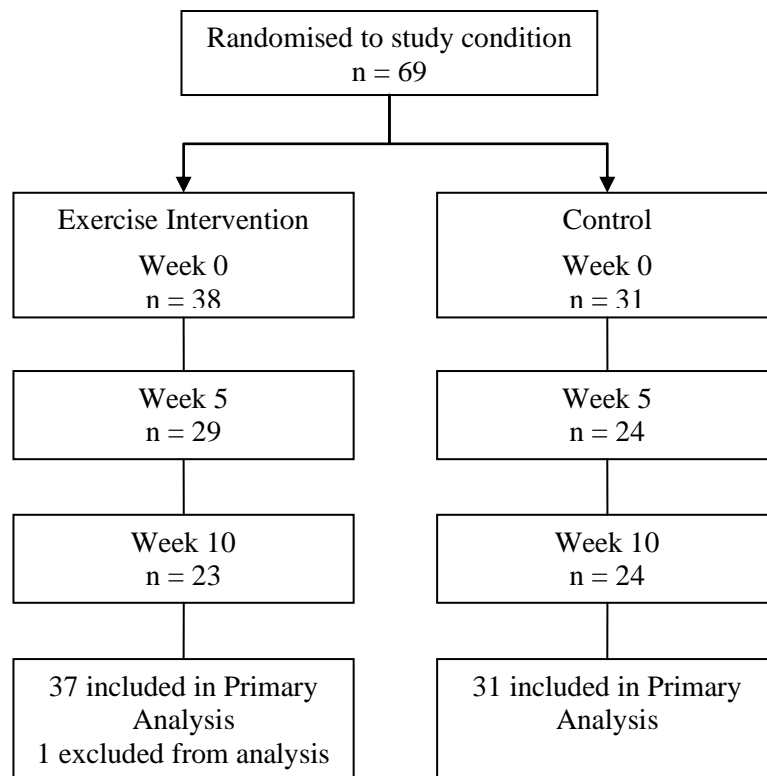 Randomised to study condition
n = 69
Exercise Intervention
Week 0
n = 38
Control
Week 0
n = 31
Week 5
n = 29
Week 5
n = 24
Week 10
n = 23
Week 10
n = 24
37 included in Primary
Analysis
1 excluded from analysis
31 included in Primary
Analysis